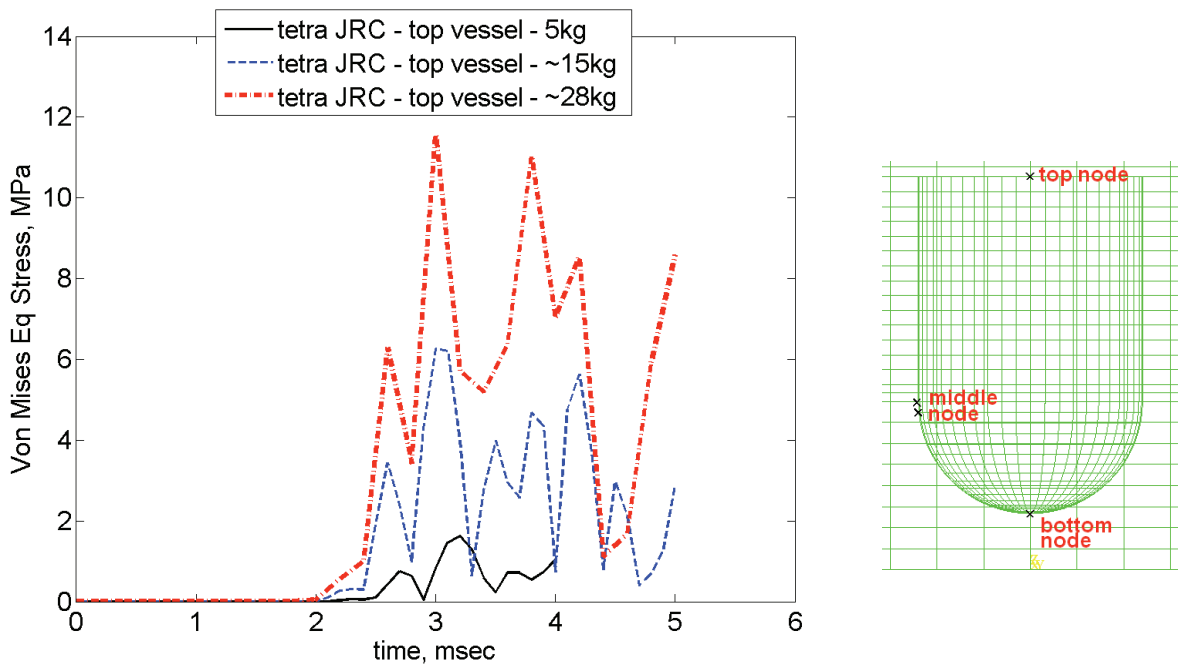 tetra JRC - top vessel - 5kg
tetra JRC - top vessel - ~15kg
tetra JRC - top vessel - ~28kg
14
12
10
8
6
4
2
0
Von Mises Eq Stress, MPa
0 1 2 3 4 5 6
time, msec
top node
middle
node
bottom
node